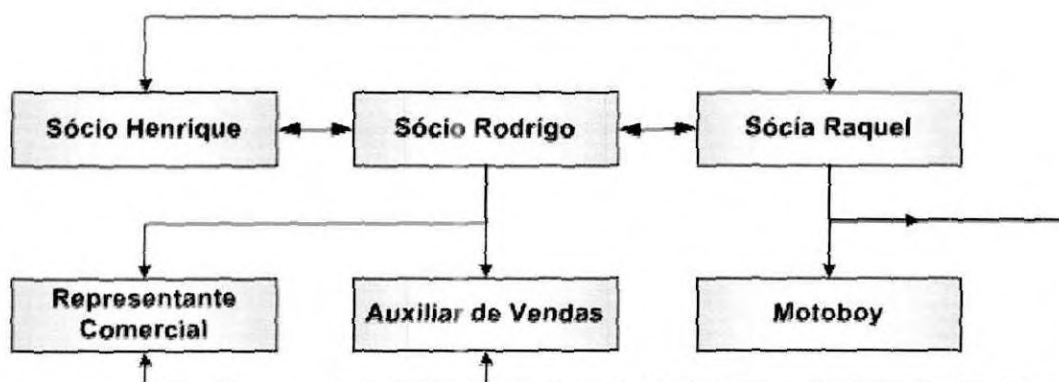 Sócio Henrique
Sócio Rodrigo
Sócia Raquel
Representante
Comercial
Auxiliar de Vendas
Motoboy